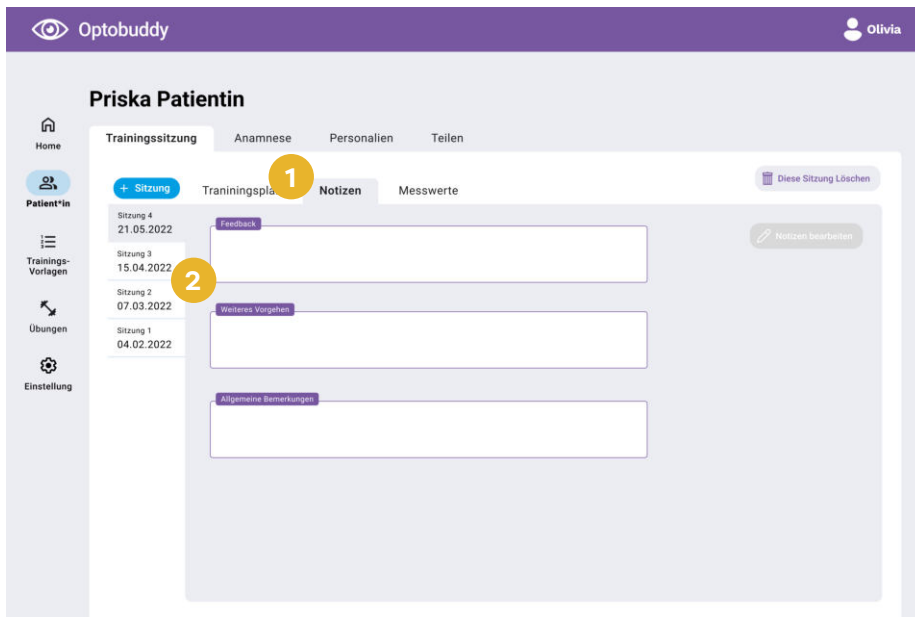 Optobuddy
Olivia
Priska Patientin
Home
Patient*in
Trainings-
Vorlagen
Übungen
Einstellung
Trainingssitzung Anamnese Personalien Teilen
+ Sitzung
1
Notizen Messwerte
Diese Sitzung Löschen
Sitzung 4
21.05.2022
Sitzung 3
15.04.2022
2
Sitzung 2
07.03.2022
Sitzung 1
04.02.2022
Feedback
Notizen bearbeiten
Weiteres Vorgehen
Allgemeine Bemerkungen